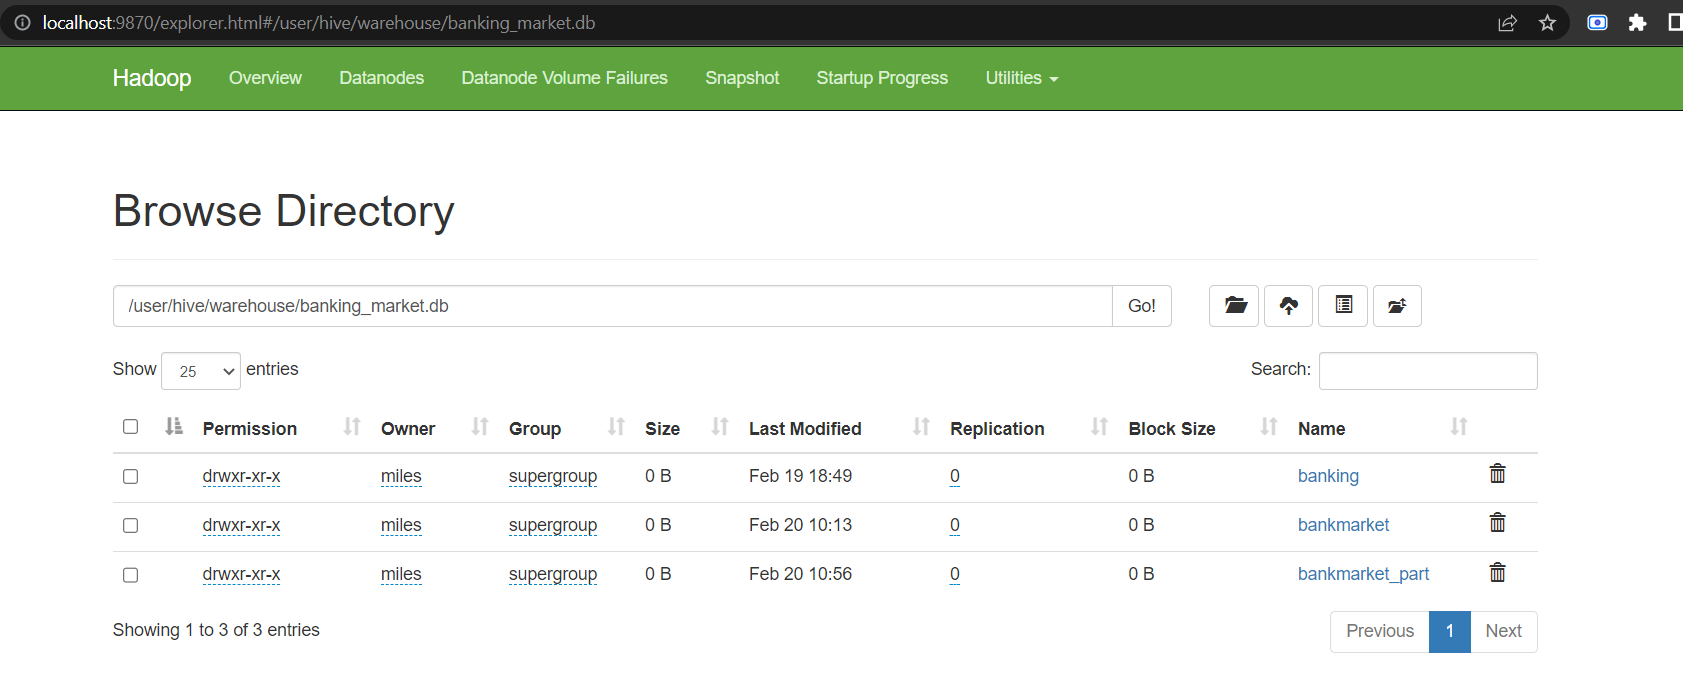 localhost:9870/explorer.html#/user/hive/warehouse/banking_market.db
Hadoop Overview Datanodes Datanode Volume Failures Snapshot Startup Progress Utilities
Browse Directory
/user/hive/warehouse/banking_market.db Go!
Show 25 entries Search:
Permission Owner Group Size Last Modified Replication Block Size Name
drwxr-xr-x miles supergroup 0 B Feb 19 18:49 0 0 B banking
drwxr-xr-x miles supergroup 0 B Feb 20 10:13 0 0 B bankmarket
drwxr-xr-x miles supergroup 0 B Feb 20 10:56 0 0 B bankmarket_part
Showing 1 to 3 of 3 entries Previous 1 Next